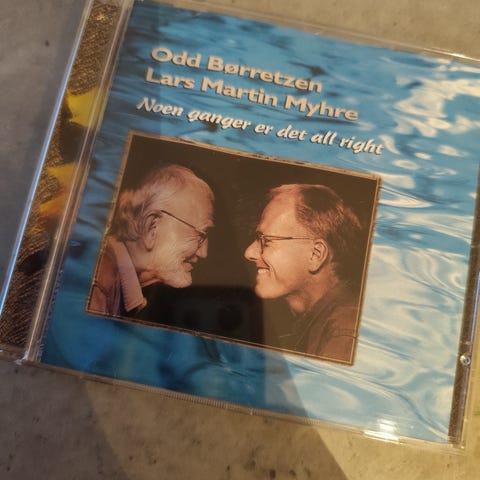 Odd Børretzen
Lars Martin Myhre
Noen ganger er det all right